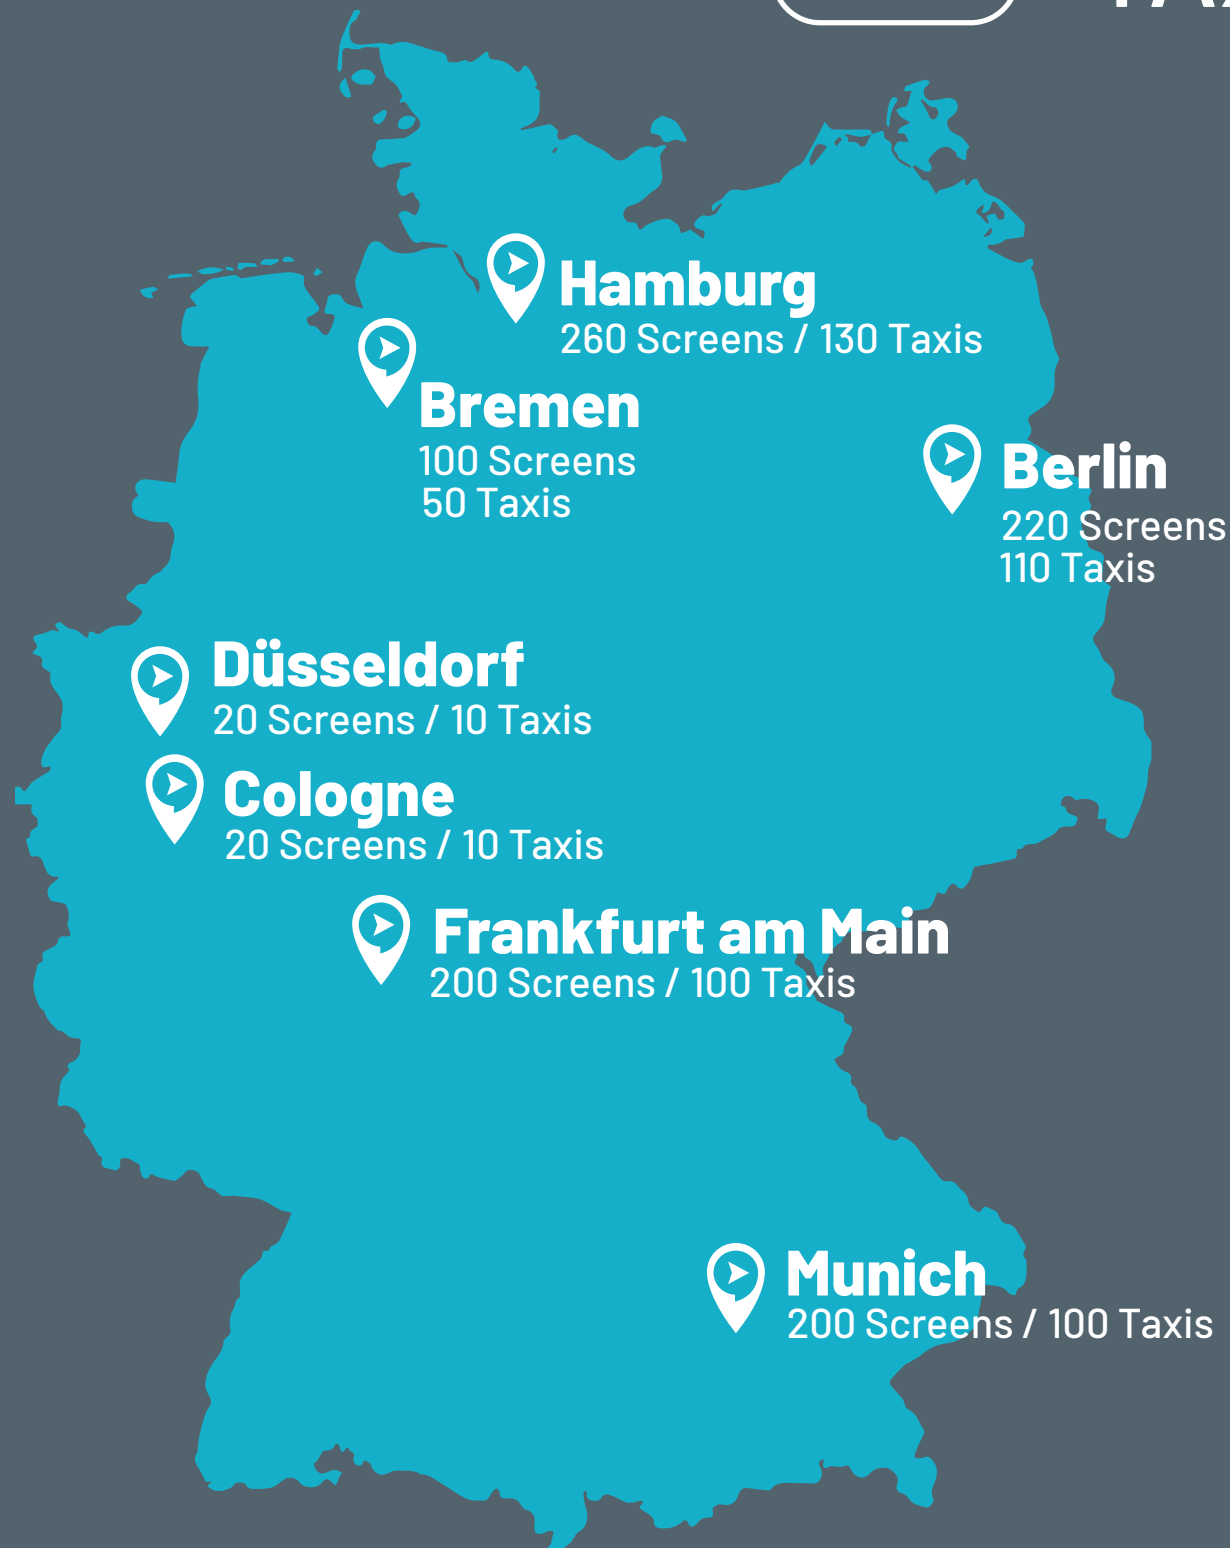 Hamburg
260 Screens / 130 Taxis
Bremen
100 Screens
50 Taxis
Berlin
220 Screens
110 Taxis
Düsseldorf
20 Screens / 10 Taxis
Cologne
20 Screens / 10 Taxis
Frankfurt am Main
200 Screens / 100 Taxis
Munich
200 Screens / 100 Taxis